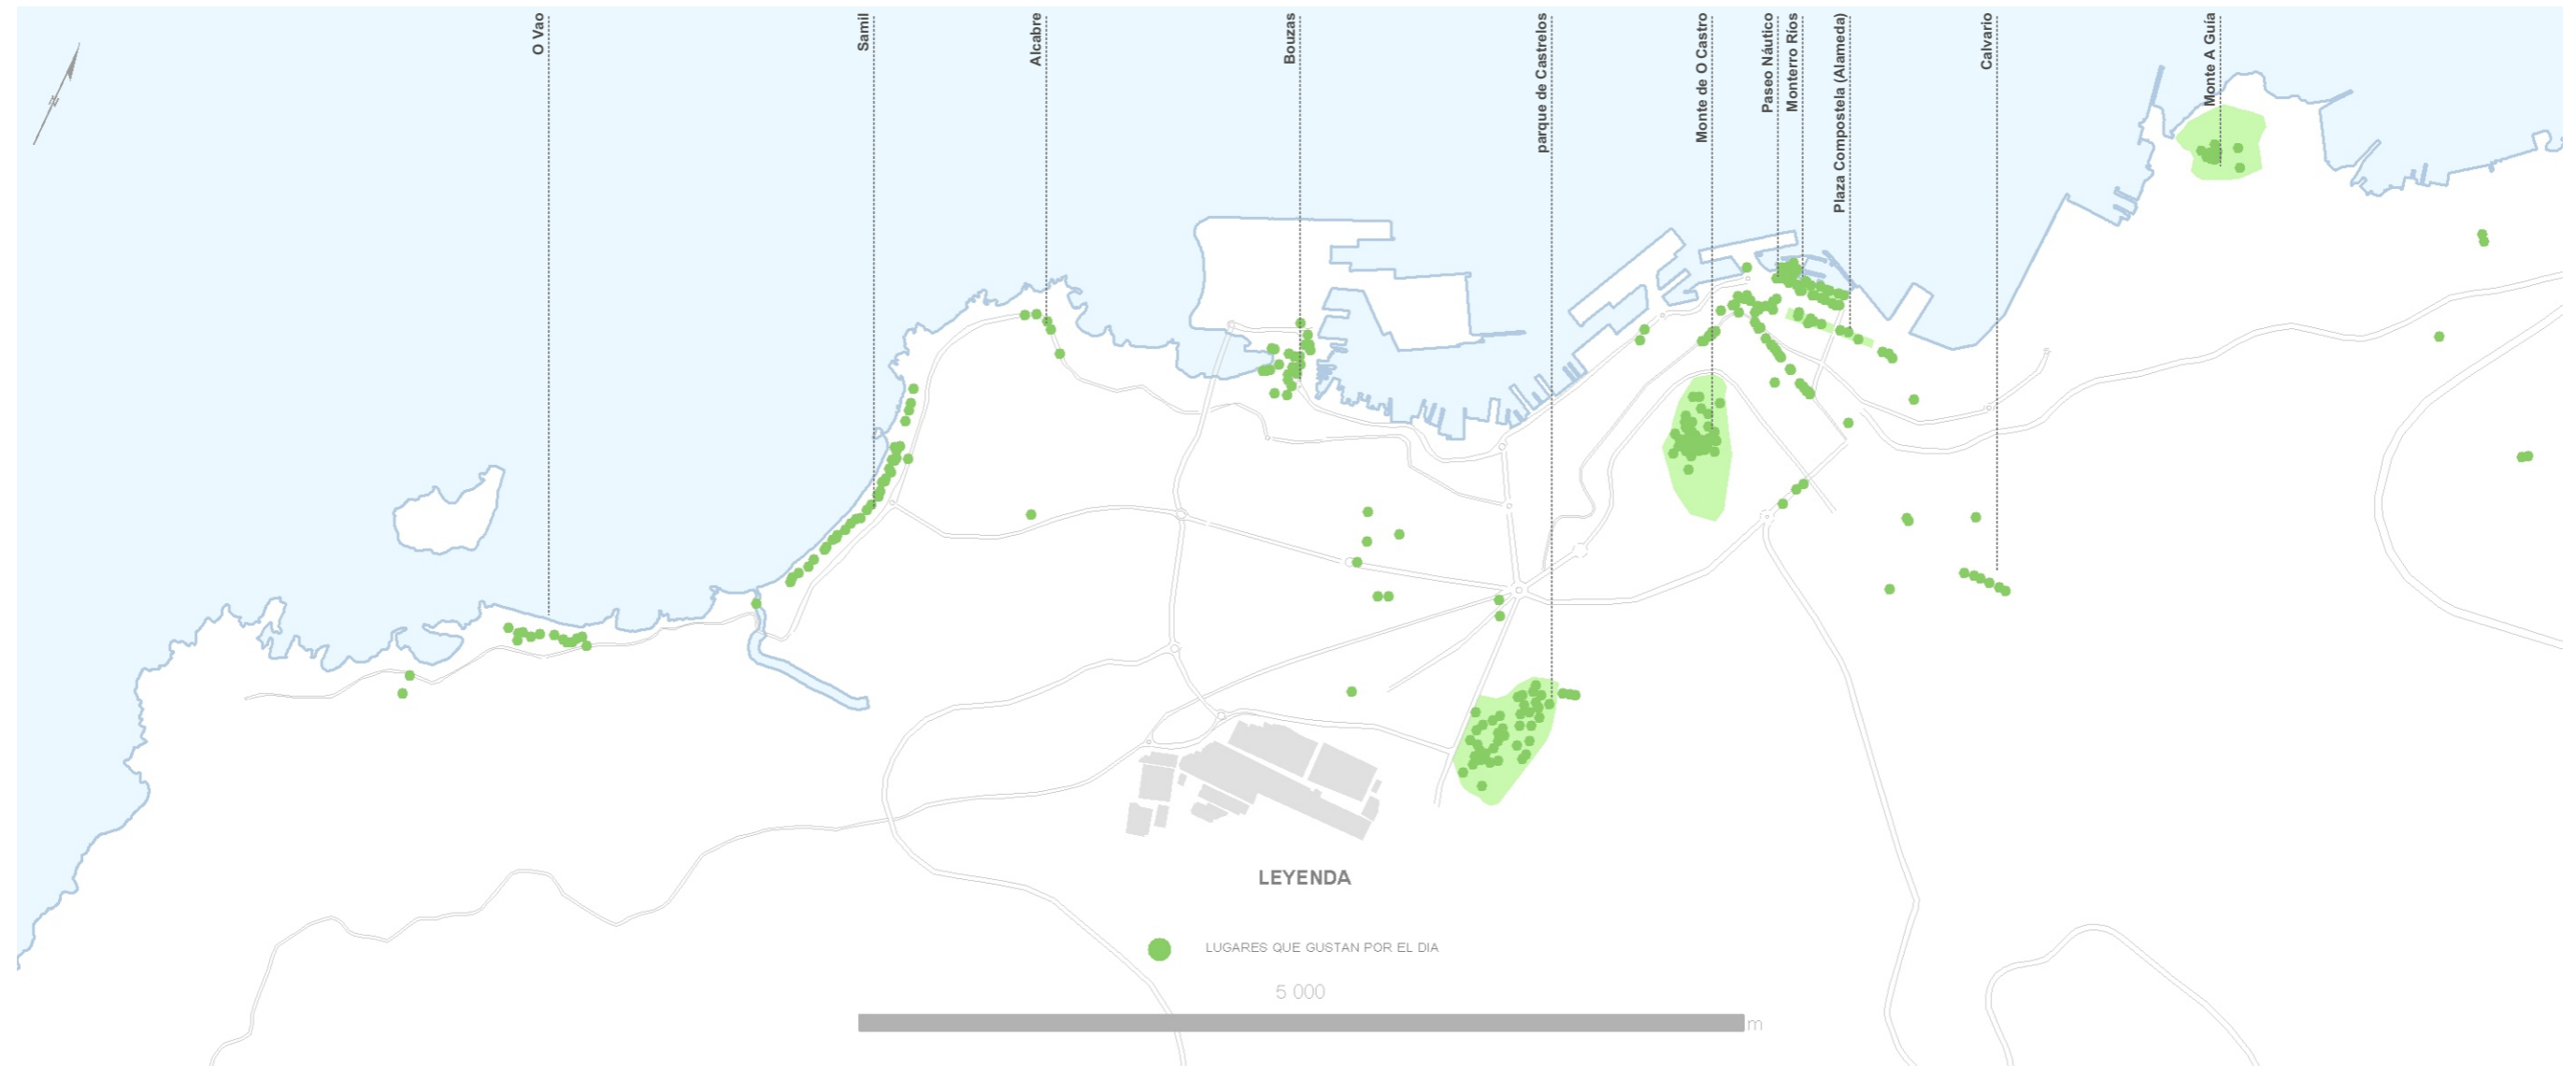 O Vao
Samil
Alcabre
Bouzas
parque de Castrelos
Monte de O Castro
Paseo Náutico
Monterro Ríos
Plaza Compostela (Alameda)
Calvario
Monte A Guía
N
LEYENDA
LUGARES QUE GUSTAN POR EL DIA
5 000
m